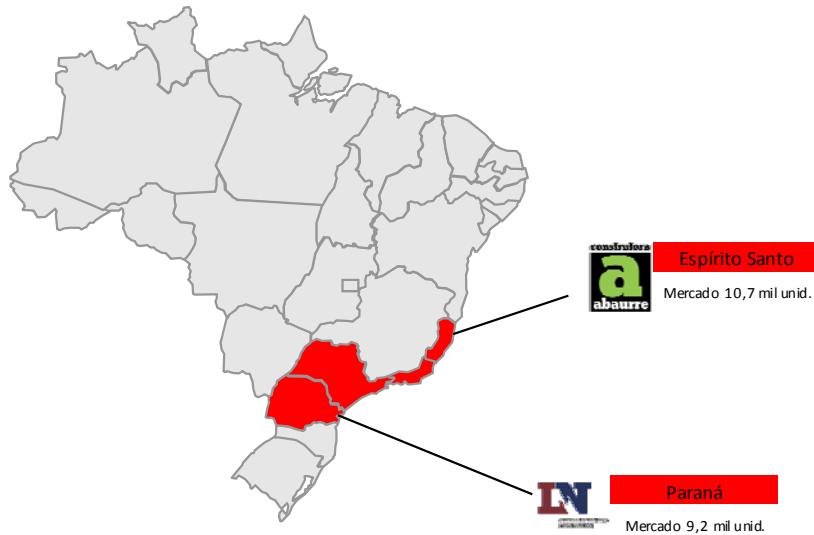 construtora
a
abaurre
Espírito Santo
Mercado 10,7 mil unid.
LN
Paraná
Mercado 9,2 mil unid.